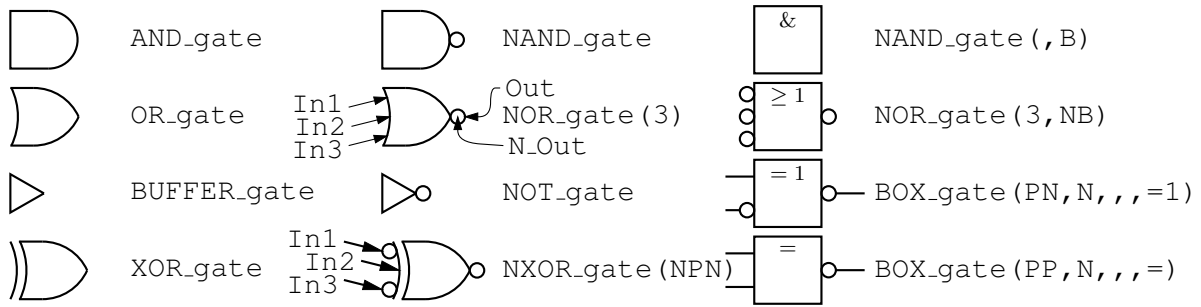 AND_gate NAND_gate & NAND_gate(,B)
Out
OR_gate In1 NOR_gate(3) ≥ 1 NOR_gate(3,NB)
In2
In3 N_Out
BUFFER_gate NOT_gate = 1 BOX_gate(PN,N,,,=1)
In1
XOR_gate In2 NXOR_gate(NPN) = BOX_gate(PP,N,,,=)
In3